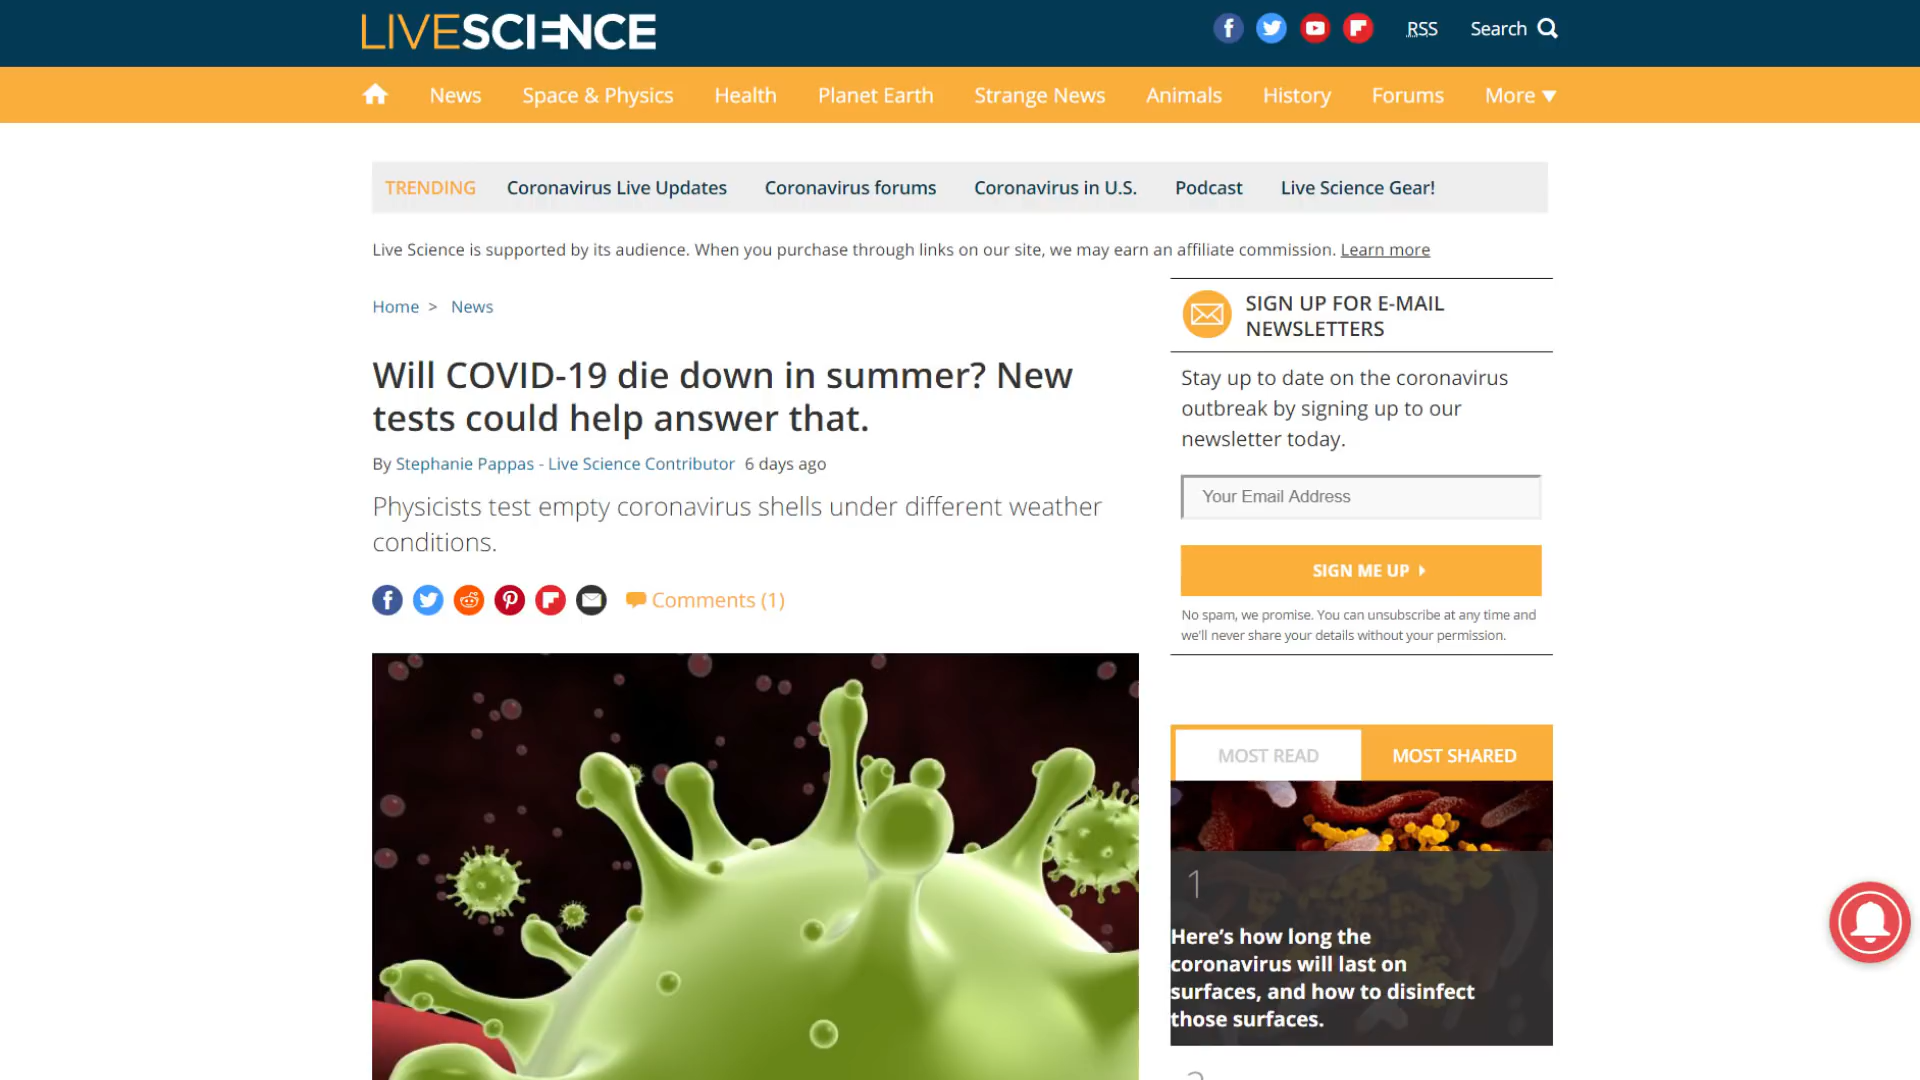 LIVESCIENCE
RSS
Search
News
Space & Physics
Health
Planet Earth
Strange News
Animals
History
Forums
More
TRENDING
Coronavirus Live Updates
Coronavirus forums
Coronavirus in U.S.
Podcast
Live Science Gear!
Live Science is supported by its audience. When you purchase through links on our site, we may earn an affiliate commission. Learn more
Home > News
Will COVID-19 die down in summer? New
tests could help answer that.
By Stephanie Pappas - Live Science Contributor 6 days ago
Physicists test empty coronavirus shells under different weather
conditions.
Comments (1)
SIGN UP FOR E-MAIL
NEWSLETTERS
Stay up to date on the coronavirus
outbreak by signing up to our
newsletter today.
Your Email Address
SIGN ME UP
No spam, we promise. You can unsubscribe at any time and
we'll never share your details without your permission.
MOST READ
MOST SHARED
1
Here’s how long the
coronavirus will last on
surfaces, and how to disinfect
those surfaces.